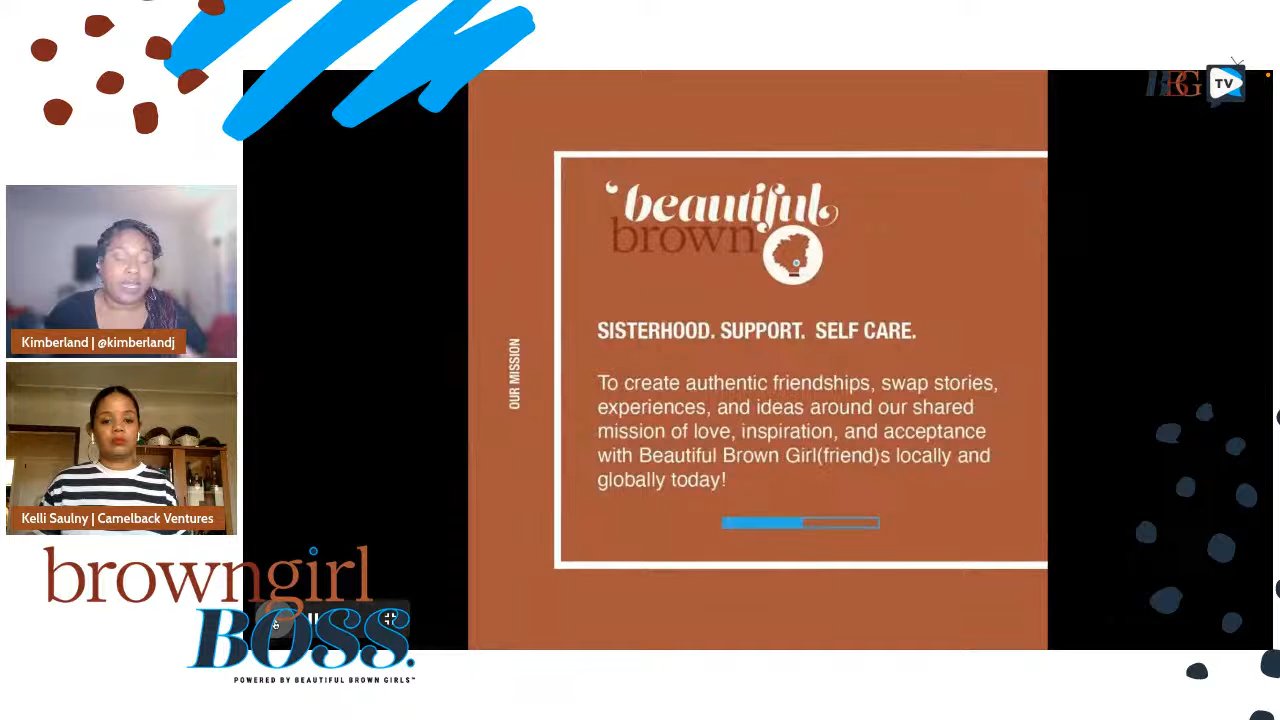 BBG
TV
‘beautiful
brown
SISTERHOOD. SUPPORT.  SELF CARE.
OUR MISSION
To create authentic friendships, swap stories,
experiences, and ideas around our shared
mission of love, inspiration, and acceptance
with Beautiful Brown Girl(friend)s locally and
globally today!
Kimberland | @kimberlandj
Kelli Saulny | Camelback Ventures
browngirl
BOSS.
POWERED BY BEAUTIFUL BROWN GIRLS™